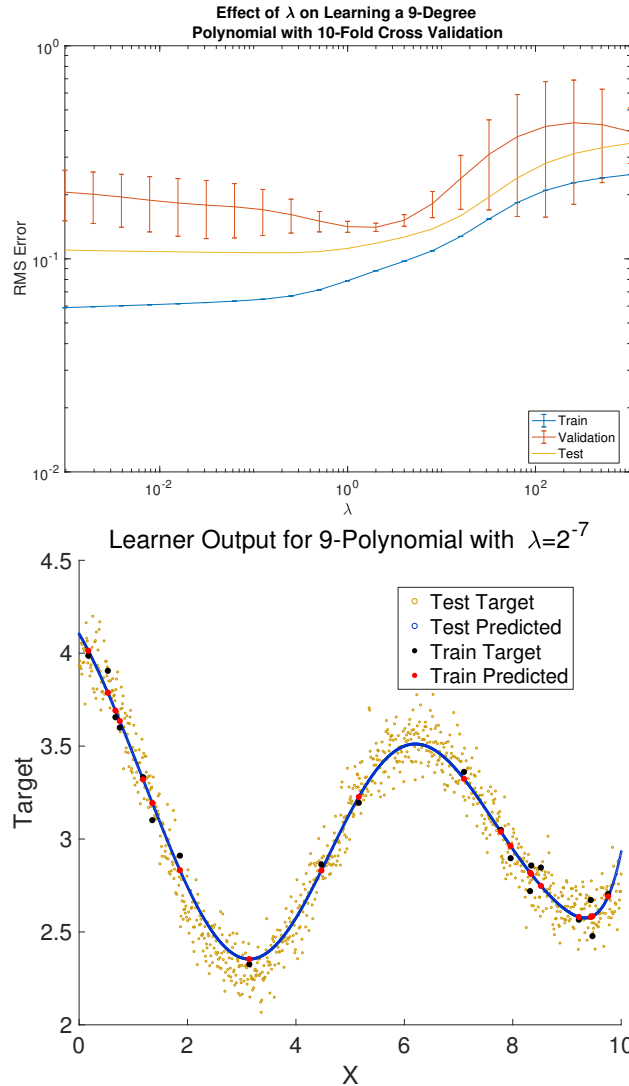 Effect of λ on Learning a 9-Degree
Polynomial with 10-Fold Cross Validation
10^0
10^-1
10^-2
RMS Error
10^-2
10^0
10^2
λ
Train
Validation
Test
Learner Output for 9-Polynomial with λ=2^-7
4.5
4
3.5
3
2.5
2
Target
Test Target
Test Predicted
Train Target
Train Predicted
0
2
4
6
8
10
X